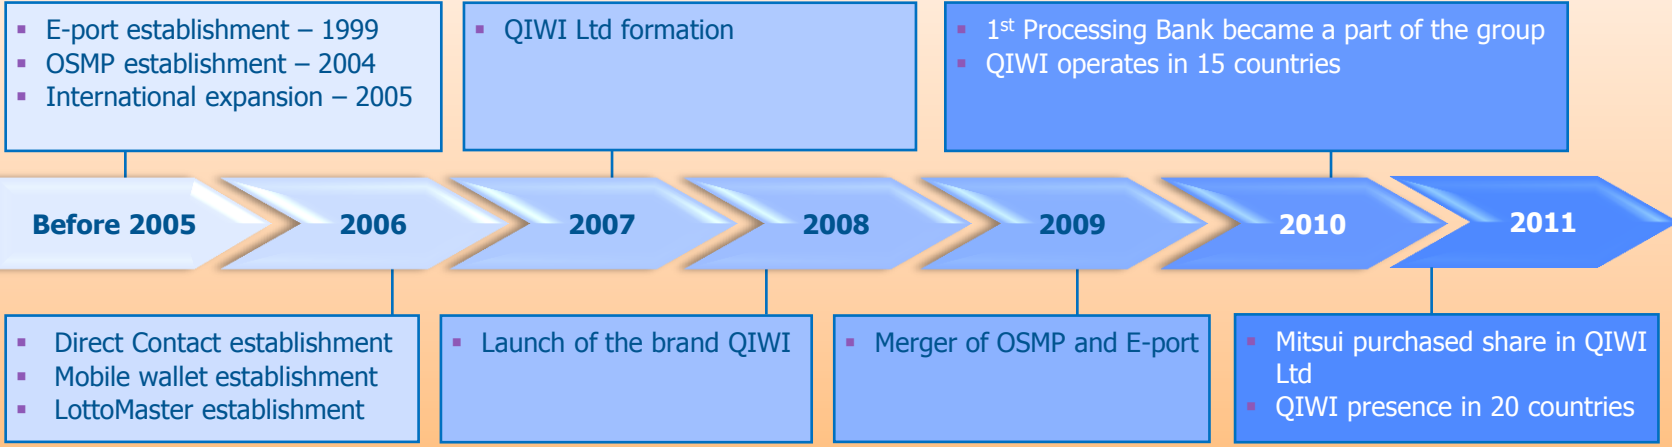 ▪ E-port establishment – 1999
▪ OSMP establishment – 2004
▪ International expansion – 2005
▪ QIWI Ltd formation
▪ 1st Processing Bank became a part of the group
▪ QIWI operates in 15 countries
Before 2005
2006
2007
2008
2009
2010
2011
▪ Direct Contact establishment
▪ Mobile wallet establishment
▪ LottoMaster establishment
▪ Launch of the brand QIWI
▪ Merger of OSMP and E-port
▪ Mitsui purchased share in QIWI
Ltd
▪ QIWI presence in 20 countries